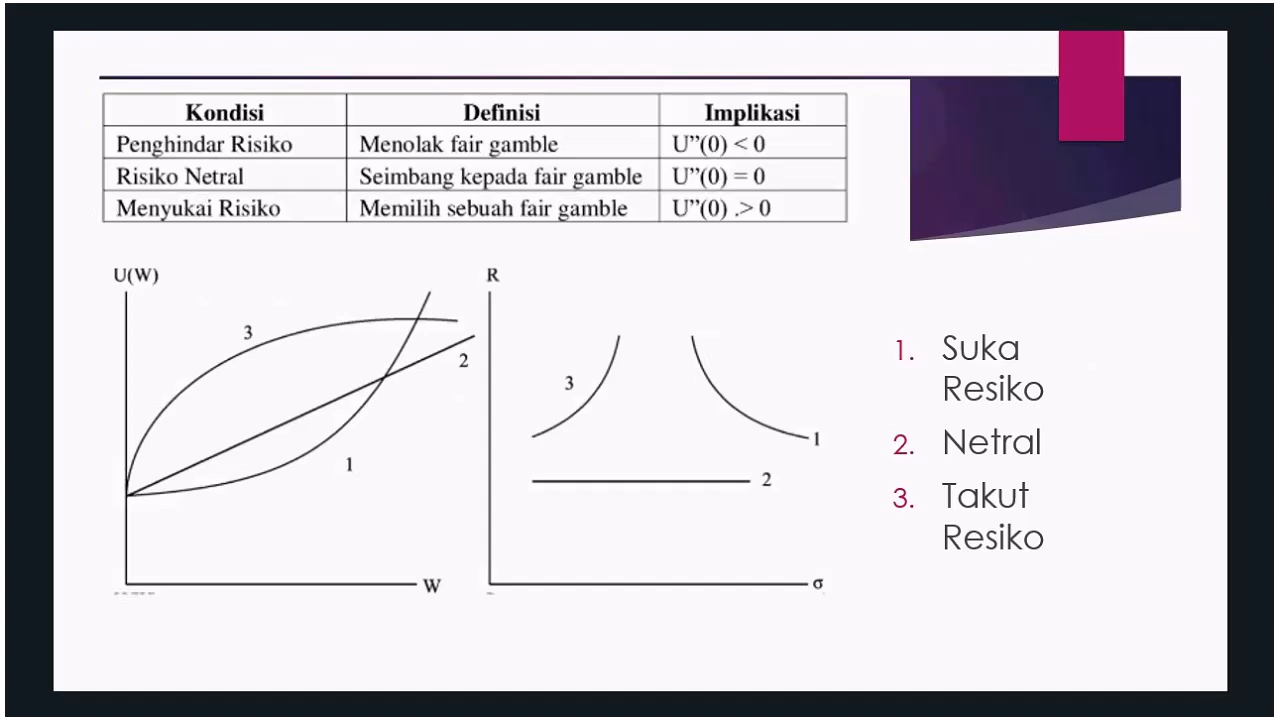 Kondisi Definisi Implikasi
Penghindar Risiko Menolak fair gamble U”(0) < 0
Risiko Netral Seimbang kepada fair gamble U”(0) = 0
Menyukai Risiko Memilih sebuah fair gamble U”(0) .> 0
U(W)
3
2
1
W
R
3
1
2
σ
1. Suka
Resiko
2. Netral
3. Takut
Resiko